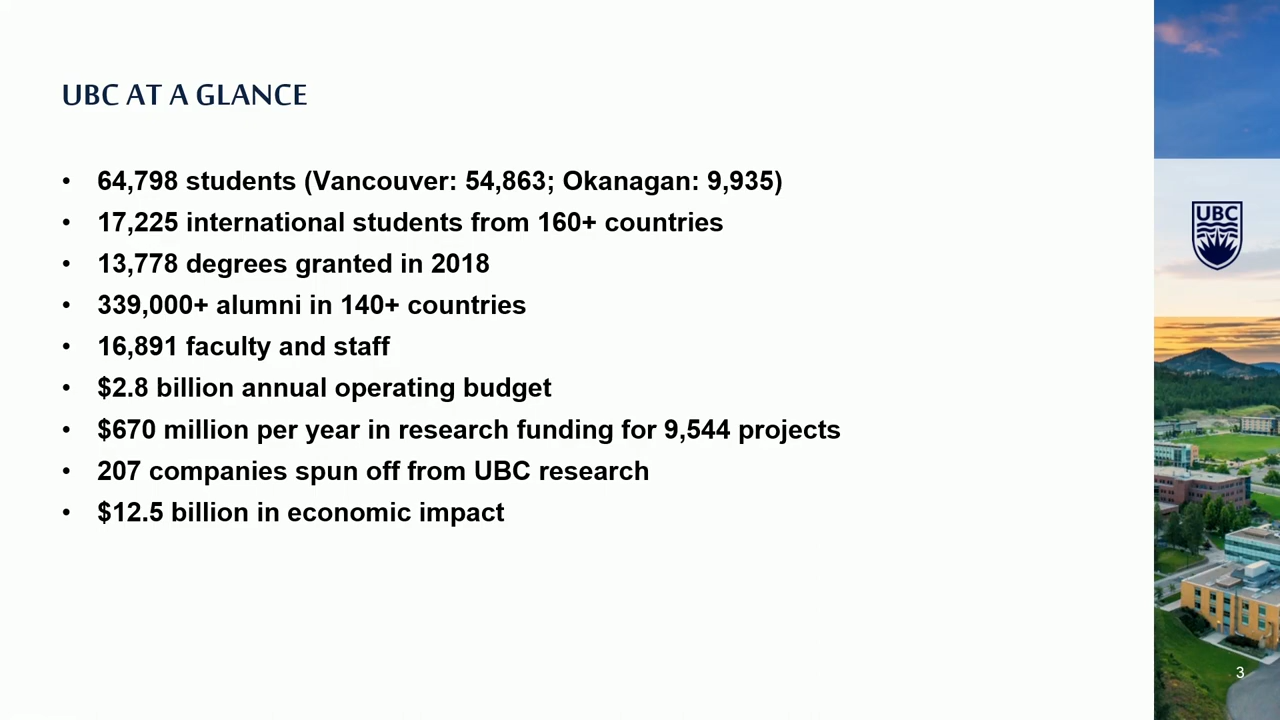 UBC AT A GLANCE
• 64,798 students (Vancouver: 54,863; Okanagan: 9,935)
• 17,225 international students from 160+ countries
• 13,778 degrees granted in 2018
• 339,000+ alumni in 140+ countries
• 16,891 faculty and staff
• $2.8 billion annual operating budget
• $670 million per year in research funding for 9,544 projects
• 207 companies spun off from UBC research
• $12.5 billion in economic impact
UBC
3